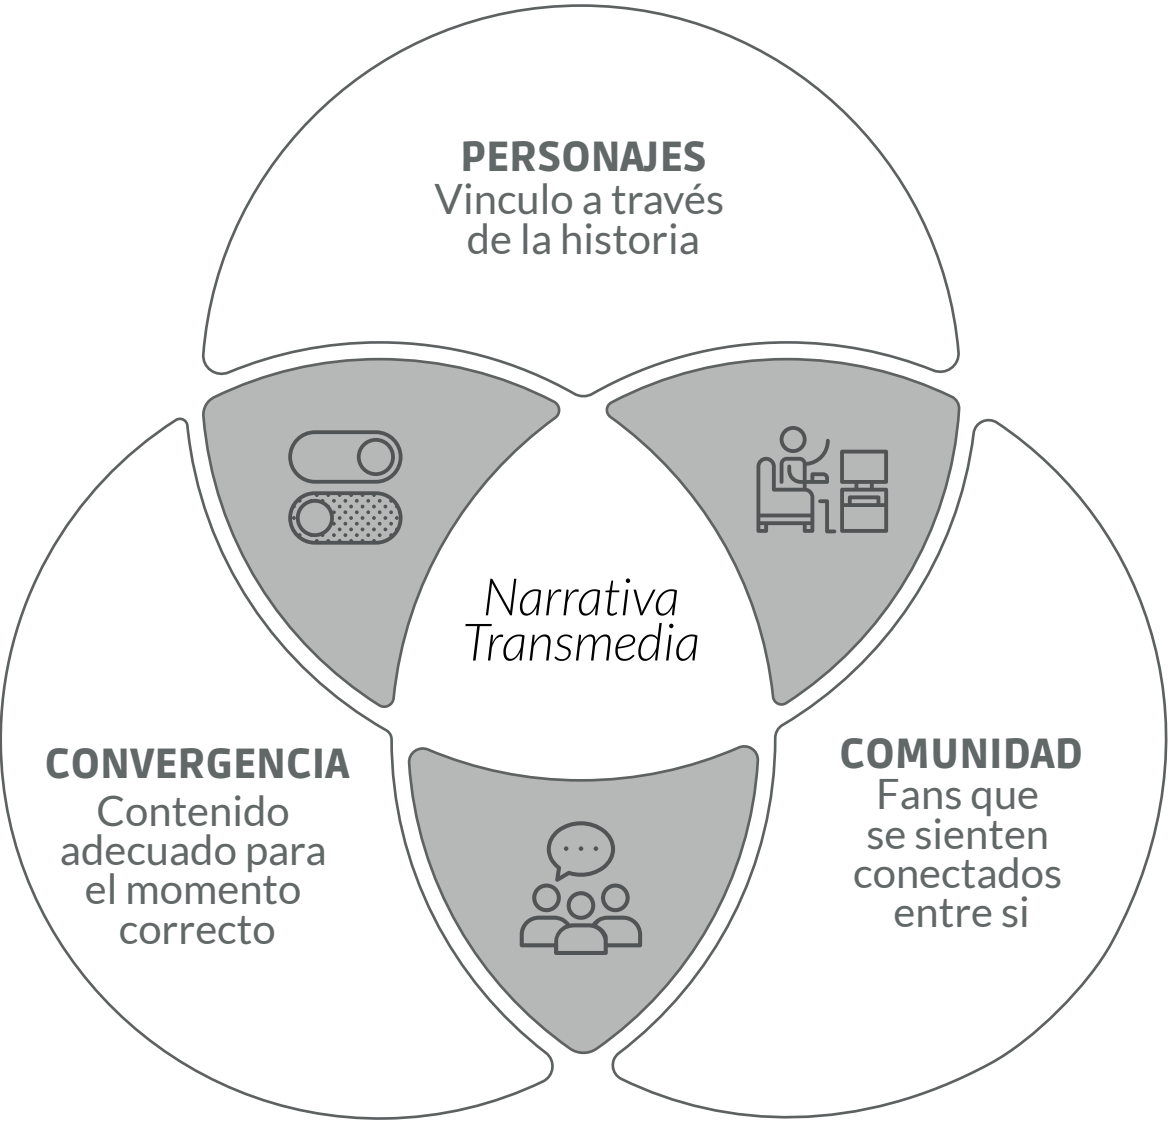 PERSONAJES
Vinculo a través
de la historia
Narrativa
Transmedia
CONVERGENCIA
Contenido
adecuado para
el momento
correcto
COMUNIDAD
Fans que
se sienten
conectados
entre si